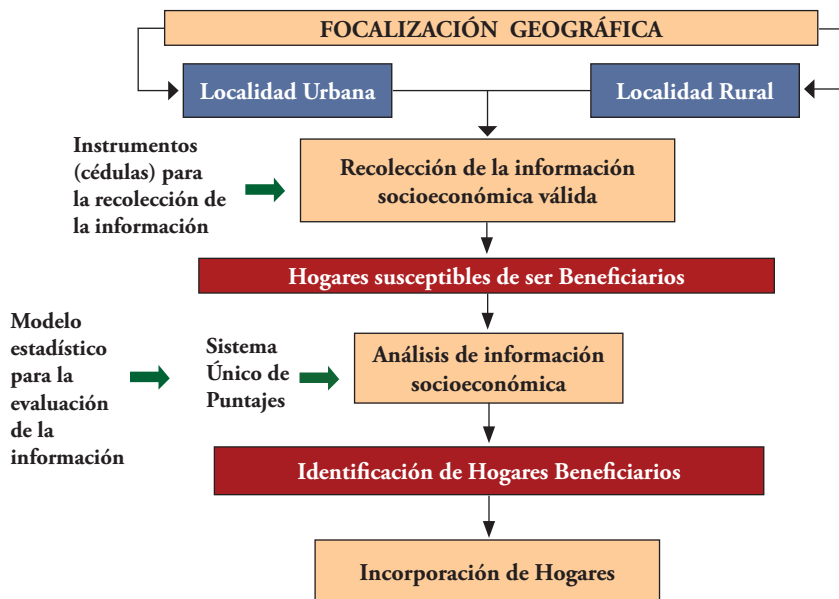 FOCALIZACIÓN GEOGRÁFICA
Localidad Urbana
Localidad Rural
Instrumentos
(cédulas) para
la recolección de
la información
Recolección de la información
socioeconómica válida
Hogares susceptibles de ser Beneficiarios
Modelo
estadístico
para la
evaluación
de la
información
Sistema
Único de
Puntajes
Análisis de información
socioeconómica
Identificación de Hogares Beneficiarios
Incorporación de Hogares